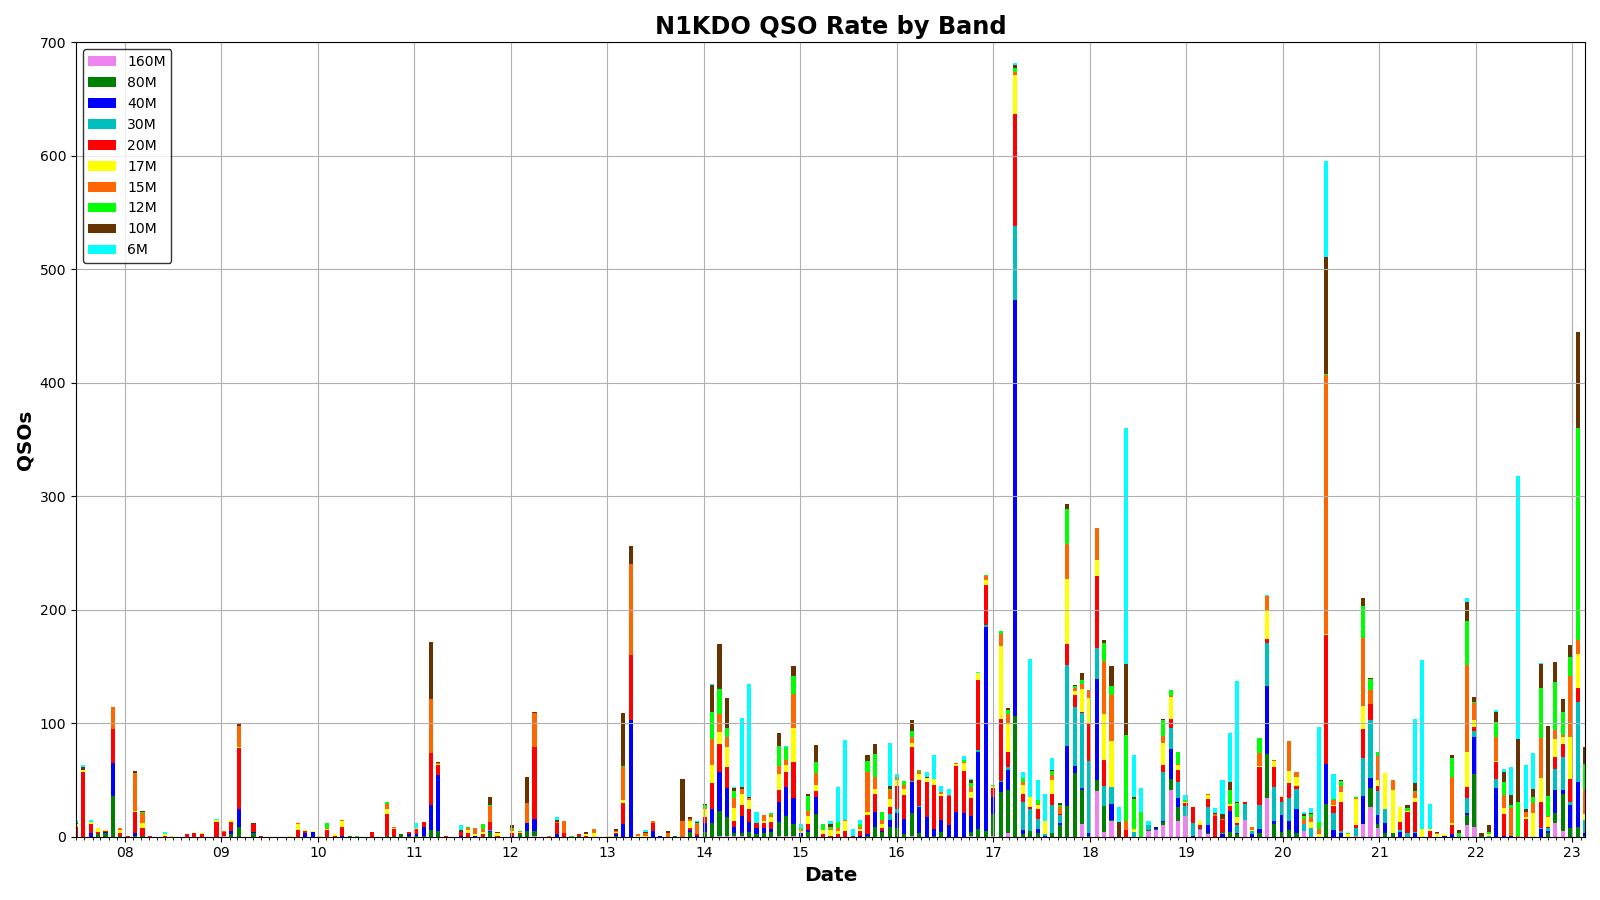 N1KDO QSO Rate by Band
700
600
500
400
300
200
100
0
QSOs
160M
80M
40M
30M
20M
17M
15M
12M
10M
6M
08 09 10 11 12 13 14 15 16 17 18 19 20 21 22 23
Date